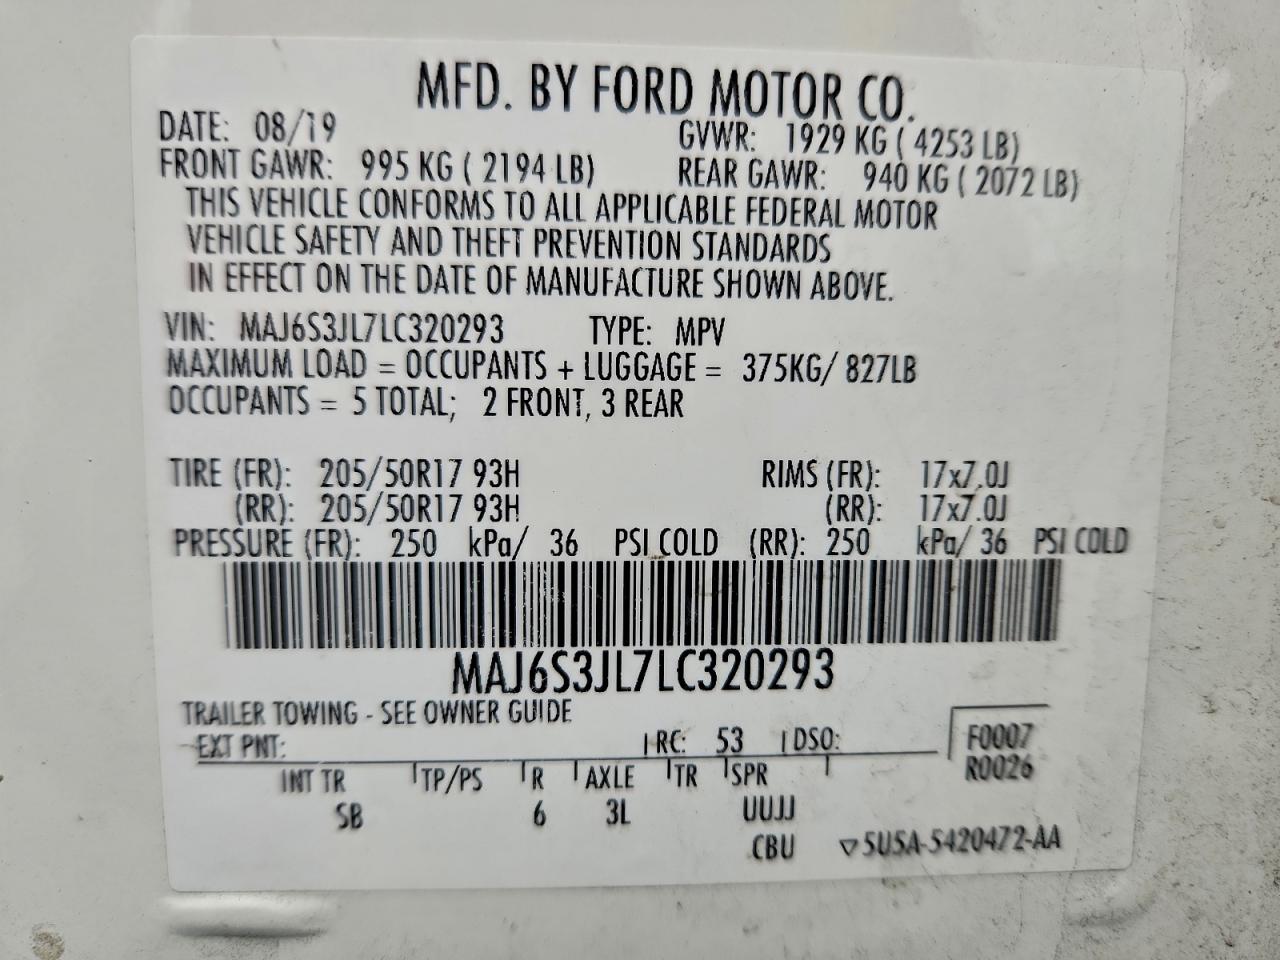 MFD. BY FORD MOTOR CO.
DATE: 08/19 GVWR: 1929 KG ( 4253 LB)
FRONT GAWR: 995 KG ( 2194 LB) REAR GAWR: 940 KG ( 2072 LB)
THIS VEHICLE CONFORMS TO ALL APPLICABLE FEDERAL MOTOR
VEHICLE SAFETY AND THEFT PREVENTION STANDARDS
IN EFFECT ON THE DATE OF MANUFACTURE SHOWN ABOVE.
VIN: MAJ6S3JL7LC320293 TYPE: MPV
MAXIMUM LOAD = OCCUPANTS + LUGGAGE = 375KG/ 827LB
OCCUPANTS = 5 TOTAL; 2 FRONT, 3 REAR
TIRE (FR): 205/50R17 93H RIMS (FR): 17x7.0J
(RR): 205/50R17 93H (RR): 17x7.0J
PRESSURE (FR): 250 kPa/ 36 PSI COLD (RR): 250 kPa/ 36 PSI COLD
MAJ6S3JL7LC320293
TRAILER TOWING - SEE OWNER GUIDE
EXT PNT: RC: 53 DSO: F0007
R0026
INT TR TP/PS R AXLE TR SPR
SB 6 3L UUJJ
CBU ▽5U5A-5420472-AA